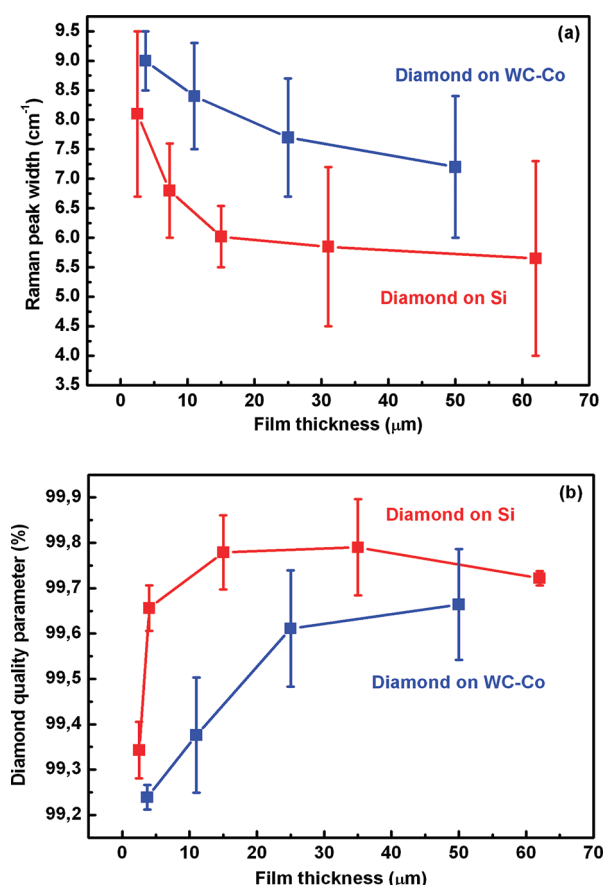 (a)
Diamond on WC-Co
Diamond on Si
Raman peak width (cm⁻¹)
9.5
9.0
8.5
8.0
7.5
7.0
6.5
6.0
5.5
5.0
4.5
4.0
3.5
0 10 20 30 40 50 60 70
Film thickness (μm)
(b)
Diamond on Si
Diamond on WC-Co
Diamond quality parameter (%)
99,9
99,8
99,7
99,6
99,5
99,4
99,3
99,2
0 10 20 30 40 50 60 70
Film thickness (μm)